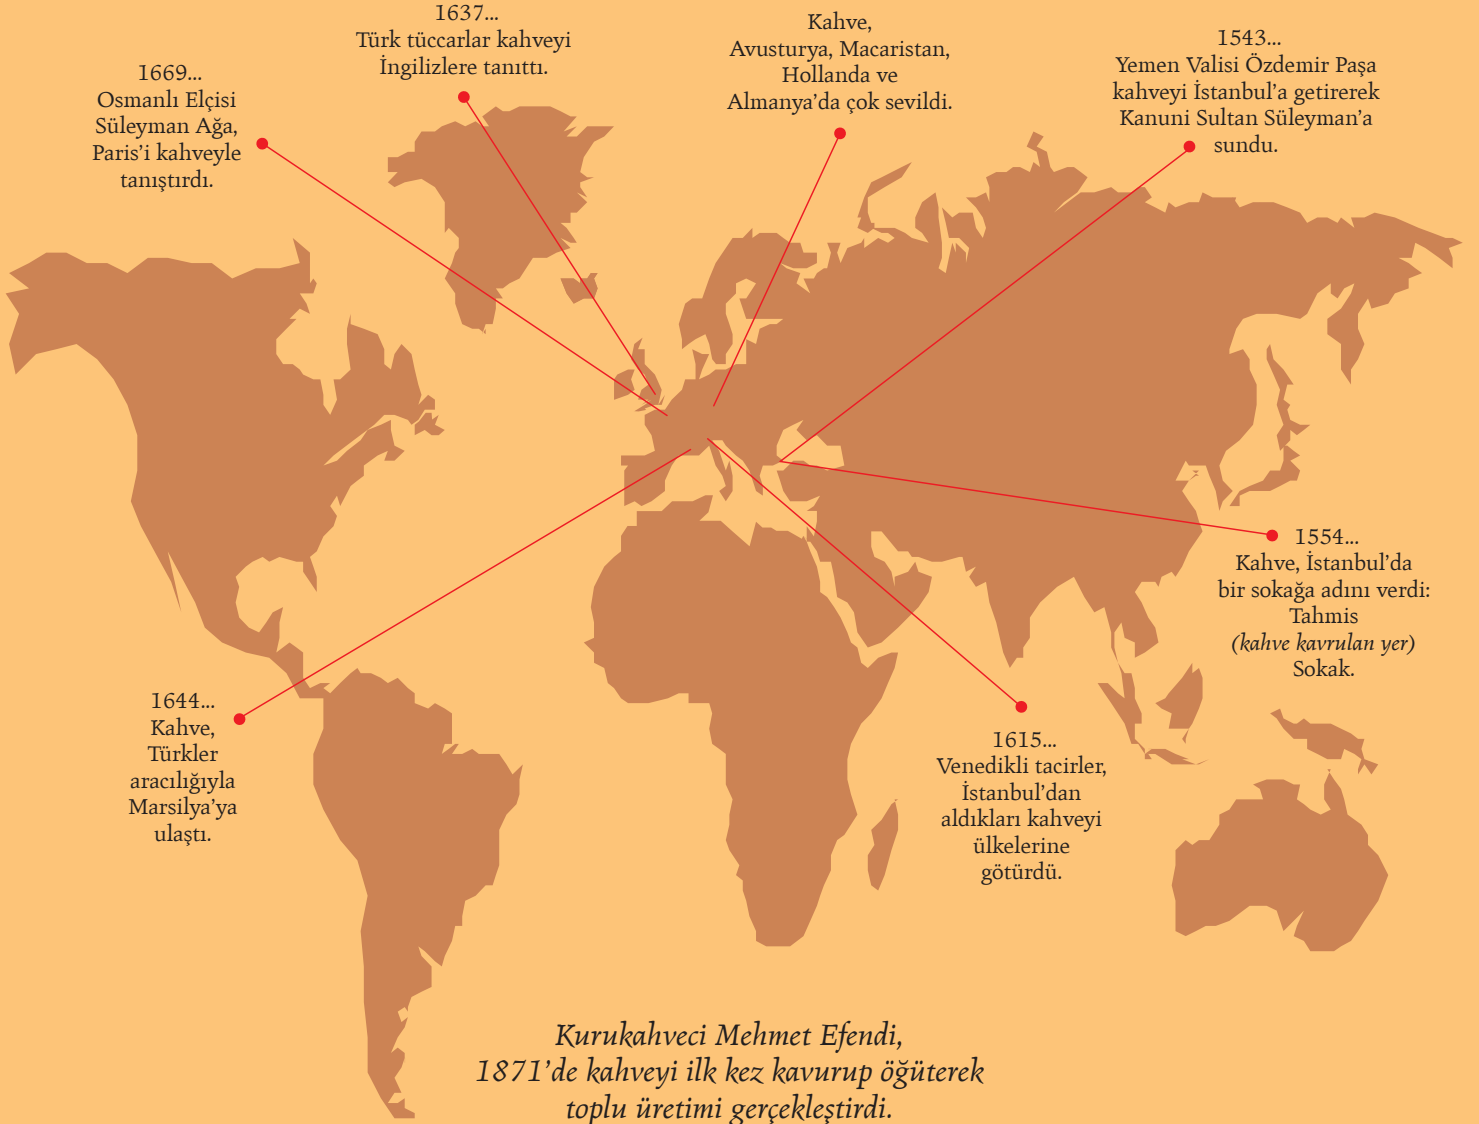 1637...
Türk tüccarlar kahveyi
İngilizlere tanıttı.
Kahve,
Avusturya, Macaristan,
Hollanda ve
Almanya'da çok sevildi.
1543...
Yemen Valisi Özdemir Paşa
kahveyi İstanbul'a getirerek
Kanuni Sultan Süleyman'a
sundu.
1669...
Osmanlı Elçisi
Süleyman Ağa,
Paris'i kahveyle
tanıştırdı.
1554...
Kahve, İstanbul'da
bir sokağa adını verdi:
Tahmis
(kahve kavrulan yer)
Sokak.
1644...
Kahve,
Türkler
aracılığıyla
Marsilya'ya
ulaştı.
1615...
Venedikli tacirler,
İstanbul'dan
aldıkları kahveyi
ülkelerine
götürdü.
Kurukahveci Mehmet Efendi,
1871'de kahveyi ilk kez kavurup öğüterek
toplu üretimi gerçekleştirdi.